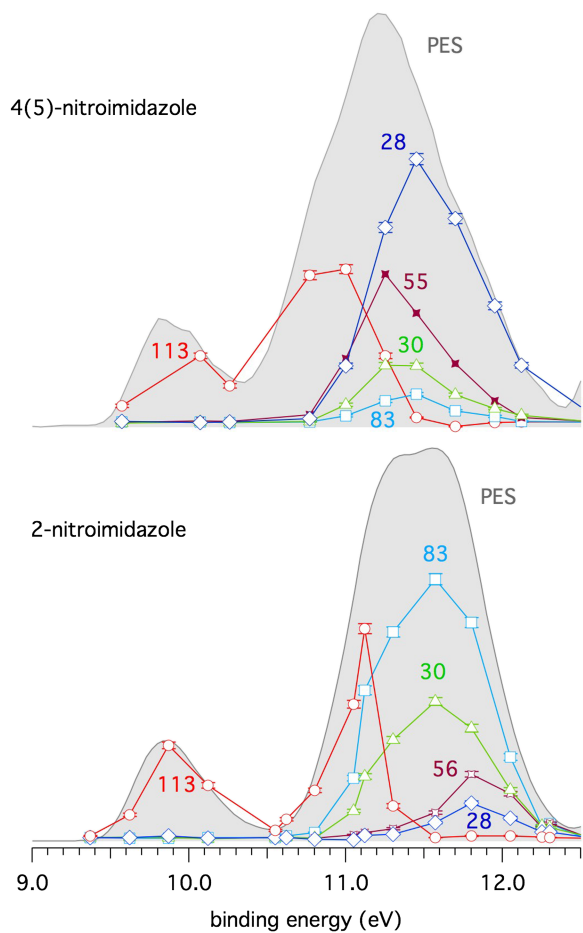 PES
4(5)-nitroimidazole
28
55
113
30
83
PES
2-nitroimidazole
83
30
56
113
28
9.0 10.0 11.0 12.0
binding energy (eV)